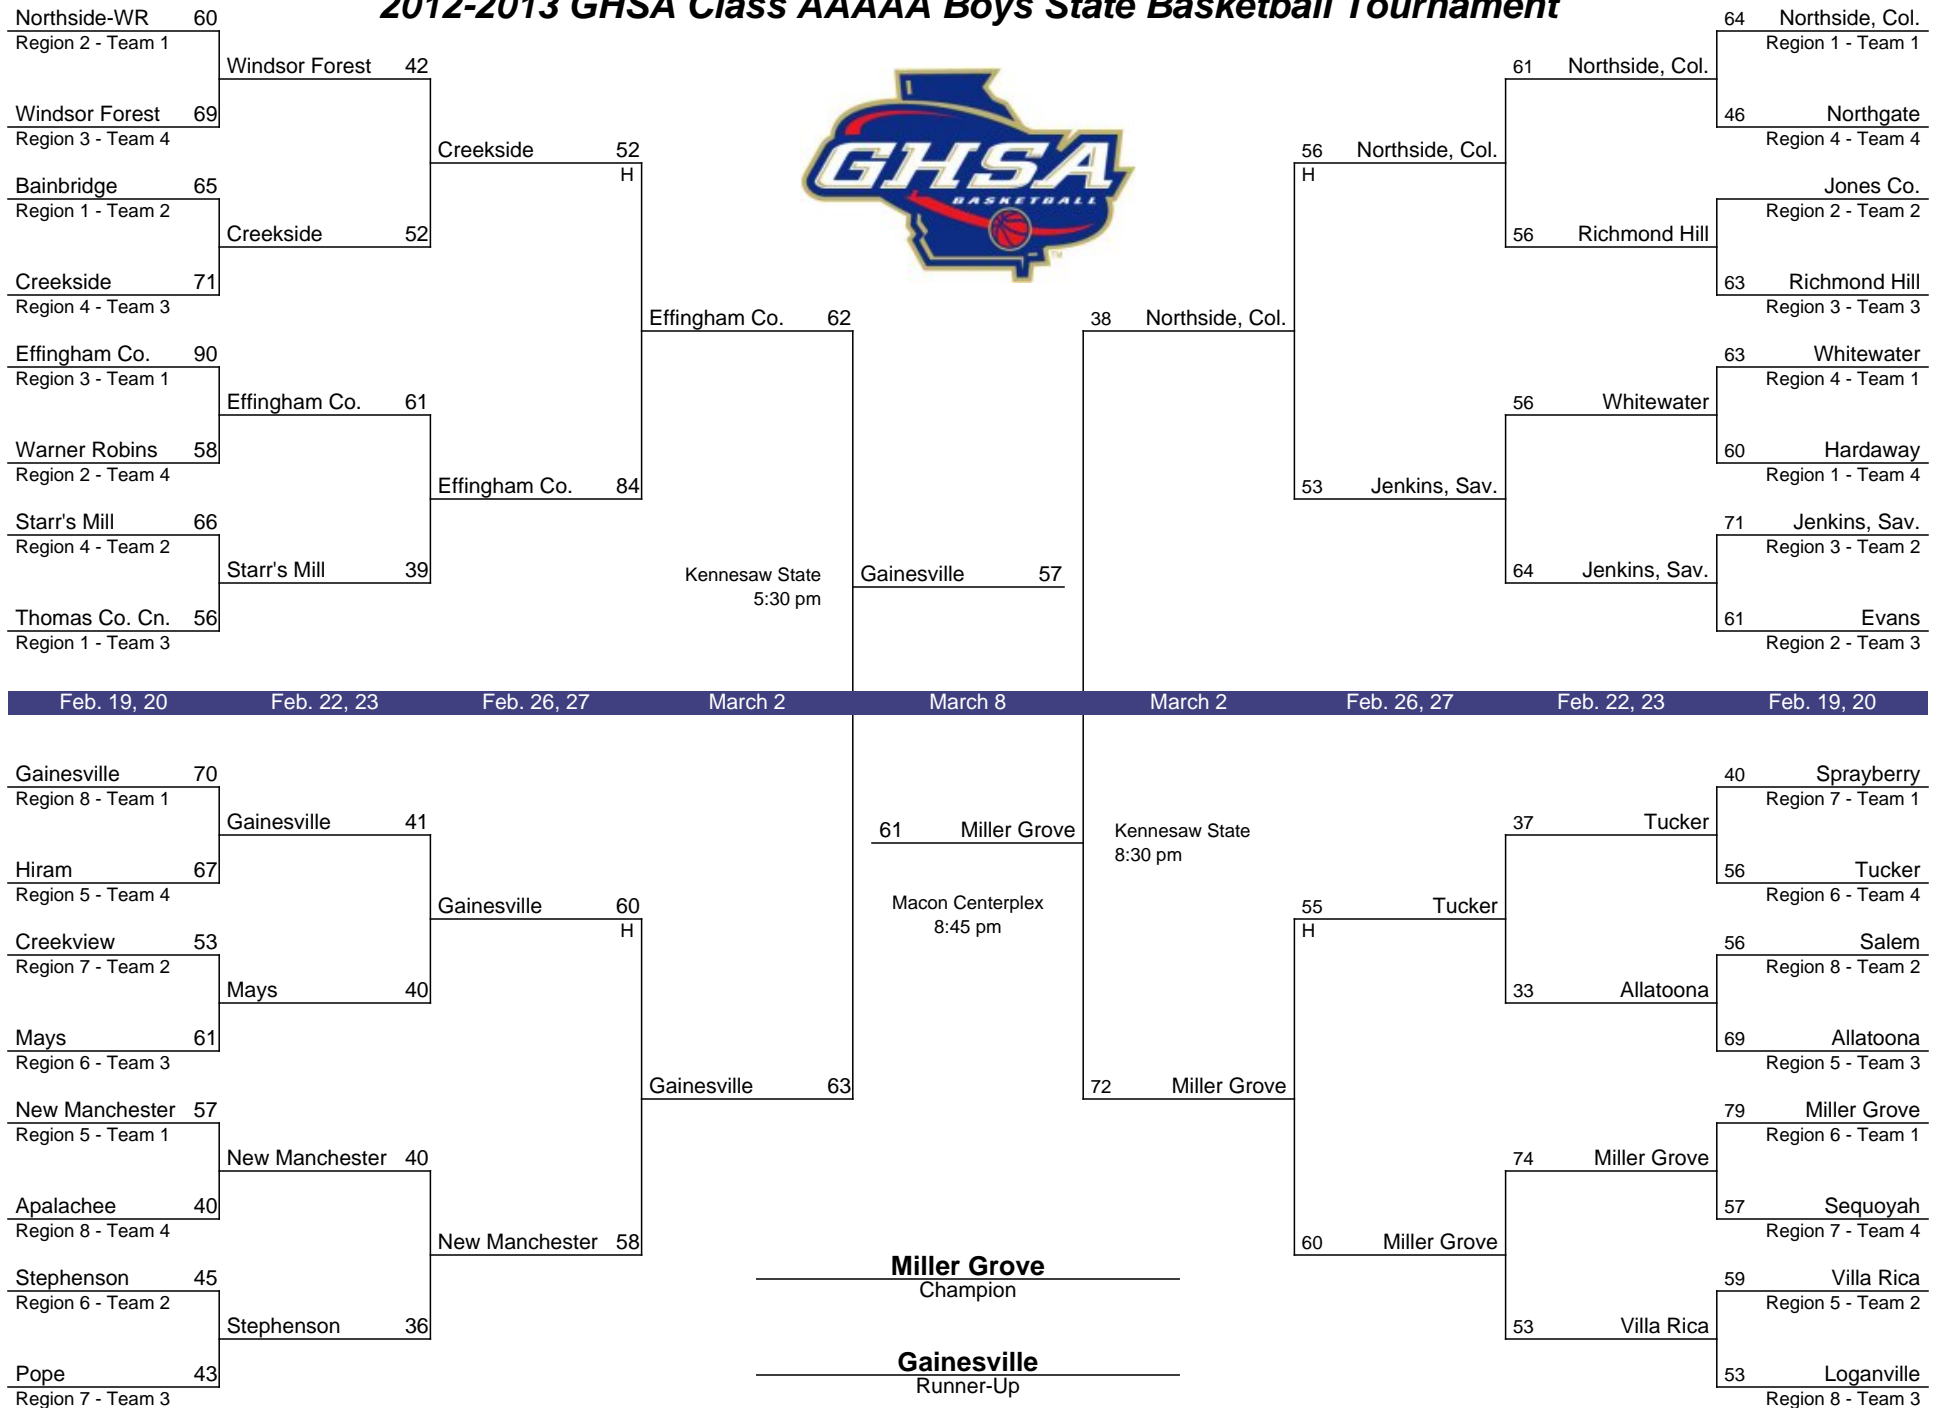 2012-2013 GHSA Class AAAAA Boys State Basketball Tournament
Northside-WR 60
Region 2 - Team 1
Windsor Forest 42
Windsor Forest 69
Region 3 - Team 4
Creekside 52
H
Bainbridge 65
Region 1 - Team 2
Creekside 52
Creekside 71
Region 4 - Team 3
Effingham Co. 62
Effingham Co. 90
Region 3 - Team 1
Effingham Co. 61
Warner Robins 58
Region 2 - Team 4
Effingham Co. 84
Starr's Mill 66
Region 4 - Team 2
Starr's Mill 39
Thomas Co. Cn. 56
Region 1 - Team 3
Kennesaw State
5:30 pm
Gainesville 57
GHSA
BASKETBALL
TM
64 Northside, Col.
Region 1 - Team 1
61 Northside, Col.
46 Northgate
Region 4 - Team 4
56 Northside, Col.
H
Jones Co.
Region 2 - Team 2
56 Richmond Hill
63 Richmond Hill
Region 3 - Team 3
38 Northside, Col.
63 Whitewater
Region 4 - Team 1
56 Whitewater
60 Hardaway
Region 1 - Team 4
53 Jenkins, Sav.
71 Jenkins, Sav.
Region 3 - Team 2
64 Jenkins, Sav.
61 Evans
Region 2 - Team 3
Feb. 19, 20 Feb. 22, 23 Feb. 26, 27 March 2 March 8 March 2 Feb. 26, 27 Feb. 22, 23 Feb. 19, 20
Gainesville 70
Region 8 - Team 1
Gainesville 41
Hiram 67
Region 5 - Team 4
Gainesville 60
H
Creekview 53
Region 7 - Team 2
Mays 40
Mays 61
Region 6 - Team 3
Gainesville 63
New Manchester 57
Region 5 - Team 1
New Manchester 40
Apalachee 40
Region 8 - Team 4
New Manchester 58
Stephenson 45
Region 6 - Team 2
Stephenson 36
Pope 43
Region 7 - Team 3
61 Miller Grove
Macon Centerplex
8:45 pm
Kennesaw State
8:30 pm
40 Sprayberry
Region 7 - Team 1
37 Tucker
56 Tucker
Region 6 - Team 4
55 Tucker
H
56 Salem
Region 8 - Team 2
33 Allatoona
69 Allatoona
Region 5 - Team 3
72 Miller Grove
79 Miller Grove
Region 6 - Team 1
74 Miller Grove
57 Sequoyah
Region 7 - Team 4
60 Miller Grove
59 Villa Rica
Region 5 - Team 2
53 Villa Rica
53 Loganville
Region 8 - Team 3
Miller Grove
Champion
Gainesville
Runner-Up